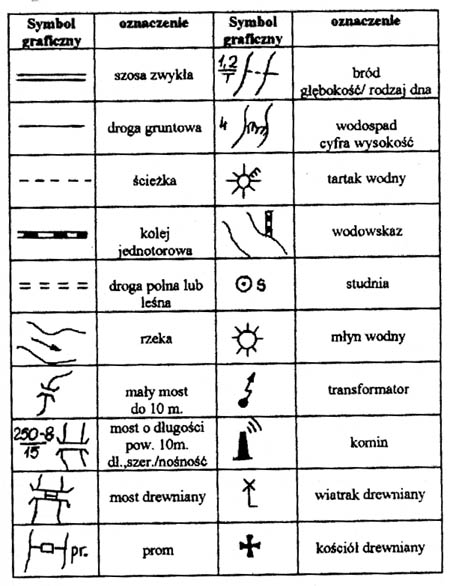 Symbol graficzny oznaczenie Symbol graficzny oznaczenie
szosa zwykła 1,2 T bród głębokość/ rodzaj dna
droga gruntowa 4 wodospad cyfra wysokość
ścieżka tartak wodny
kolej jednotorowa wodowskaz
droga polna lub leśna S studnia
rzeka młyn wodny
mały most do 10 m. transformator
250-8 15 most o długości pow. 10m. dł.,szer./nośność komin
most drewniany wiatrak drewniany
pr. prom kościół drewniany